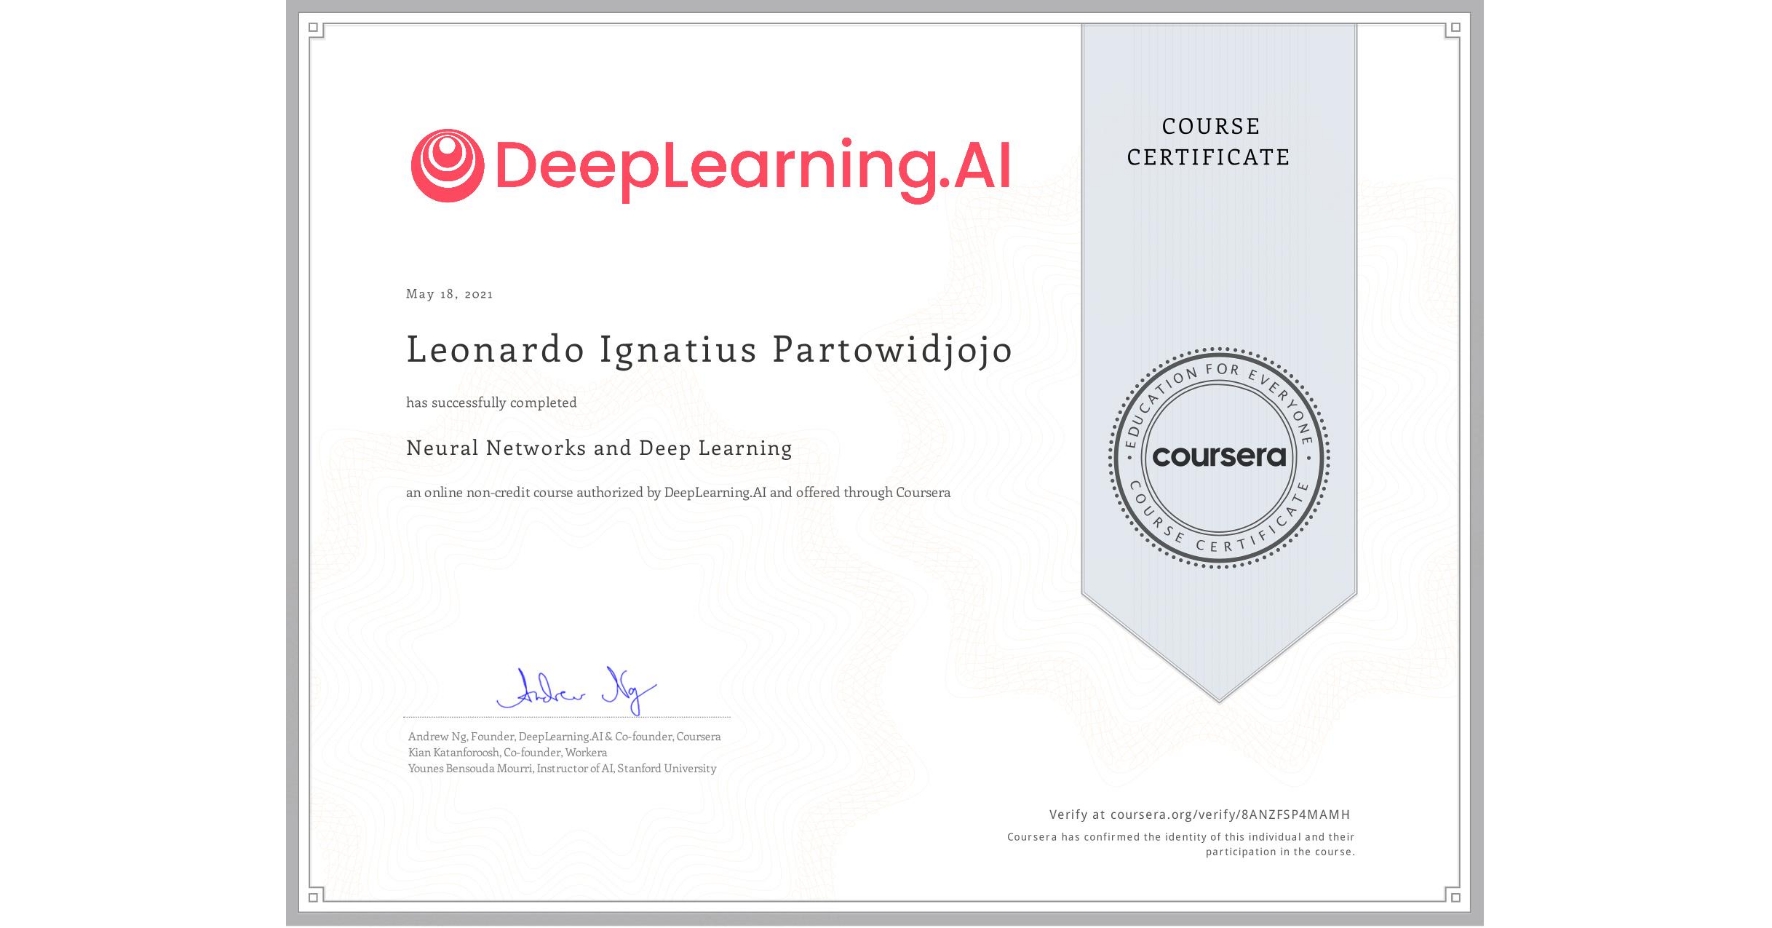 DeepLearning.AI
COURSE
CERTIFICATE
May 18, 2021
Leonardo Ignatius Partowidjojo
has successfully completed
Neural Networks and Deep Learning
an online non-credit course authorized by DeepLearning.AI and offered through Coursera
EDUCATION FOR EVERYONE
coursera
COURSE CERTIFICATE
Andrew Ng
Andrew Ng, Founder, DeepLearning.AI & Co-founder, Coursera
Kian Katanforoosh, Co-founder, Workera
Younes Bensouda Mourri, Instructor of AI, Stanford University
Verify at coursera.org/verify/8ANZFSP4MAMH
Coursera has confirmed the identity of this individual and their
participation in the course.